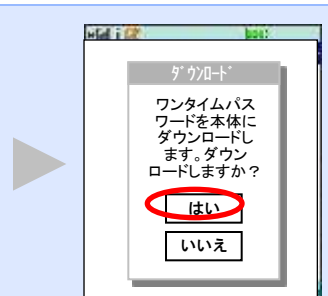 ﾀﾞｳﾝﾛｰﾄﾞ
ワンタイムパス
ワードを本体に
ダウンロードし
ます。ダウン
ロードしますか？
はい
いいえ